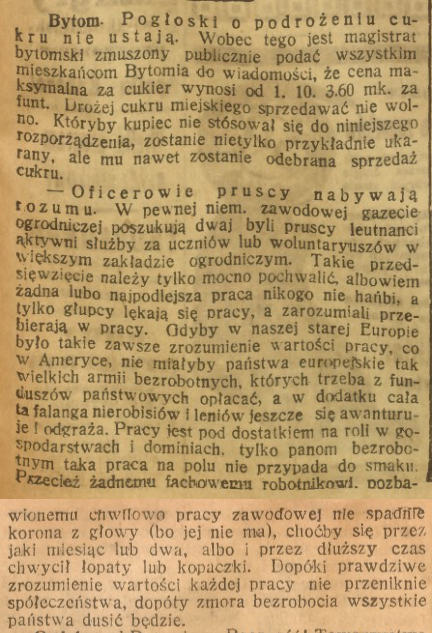 Bytom. Pogłoski o podrożeniu cu-
kru nie ustają. Wobec tego jest magistrat
bytomski zmuszony publicznie podać wszystkim
mieszkańcom Bytomia do wiadomości, że cena ma-
ksymalna za cukier wynosi od 1. 10. 3.60 mk. za
funt. Drożej cukru miejskiego sprzedawać nie wol-
no. Któryby kupiec nie stósował się do niniejszego
rozporządzenia, zostanie nietylko przykładnie uka-
rany, ale mu nawet zostanie odebrana sprzedaż
cukru.
— Oficerowie pruscy nabywają
rozumu. W pewnej niem. zawodowej gazecie
ogrodniczej poszukują dwaj byli pruscy leutnanci
aktywni służby za uczniów lub woluntaryuszów w
większym zakładzie ogrodniczym. Takie przed-
sięwzięcie należy tylko mocno pochwalić, albowiem
żadna lubo najpodlejsza praca nikogo nie hańbi, a
tylko głupcy lękają się pracy, a zarozumiali prze-
bierają w pracy. Gdyby w naszej starej Europie
było takie zawsze zrozumienie wartości pracy, co
w Ameryce, nie miałyby państwa europejskie tak
wielkich armii bezrobotnych, których trzeba z fun-
duszów państwowych opłacać, a w dodatku cała
ta falanga nierobisiów i leniów jeszcze się awanturu-
je i odgraża. Pracy jest pod dostatkiem na roli w go-
spodarstwach i dominiach, tylko panom bezrobo-
tnym taka praca na polu nie przypada do smaku.
Przecież żadnemu fachowemu robotnikowi, pozba-
wionemu chwilowo pracy zawodowej nie spadnie
korona z głowy (bo jej nie ma), choćby się przez
jaki miesiąc lub dwa, albo i przez dłuższy czas
chwycił łopaty lub kopaczki. Dopóki prawdziwe
zrozumienie wartości każdej pracy nie przeniknie
społeczeństwa, dopóty zmora bezrobocia wszystkie
państwa dusić będzie.